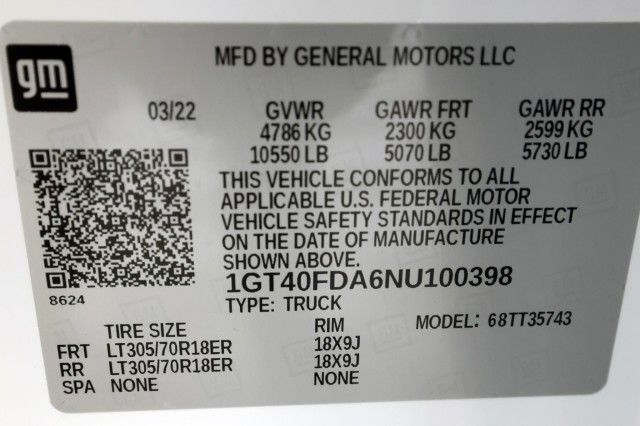 gm
MFD BY GENERAL MOTORS LLC
03/22 GVWR GAWR FRT GAWR RR
4786 KG 2300 KG 2599 KG
10550 LB 5070 LB 5730 LB
THIS VEHICLE CONFORMS TO ALL
APPLICABLE U.S. FEDERAL MOTOR
VEHICLE SAFETY STANDARDS IN EFFECT
ON THE DATE OF MANUFACTURE
SHOWN ABOVE.
8624
1GT40FDA6NU100398
TYPE: TRUCK
TIRE SIZE RIM MODEL: 68TT35743
FRT LT305/70R18ER 18X9J
RR LT305/70R18ER 18X9J
SPA NONE NONE